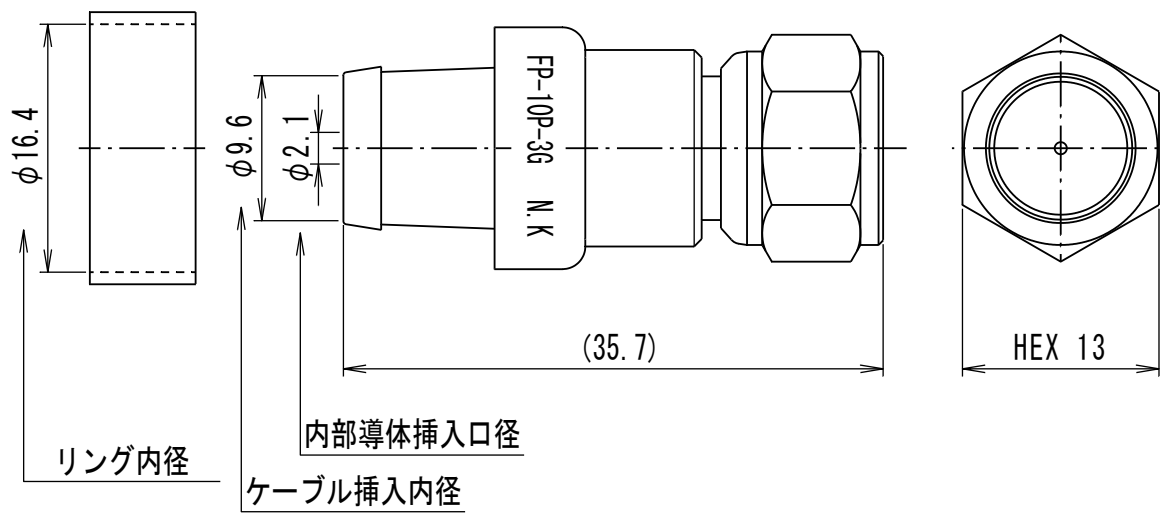 φ16.4
φ9.6
φ2.1
FP-10P-3G N.K
(35.7)
HEX 13
内部導体挿入口径
リング内径
ケーブル挿入内径